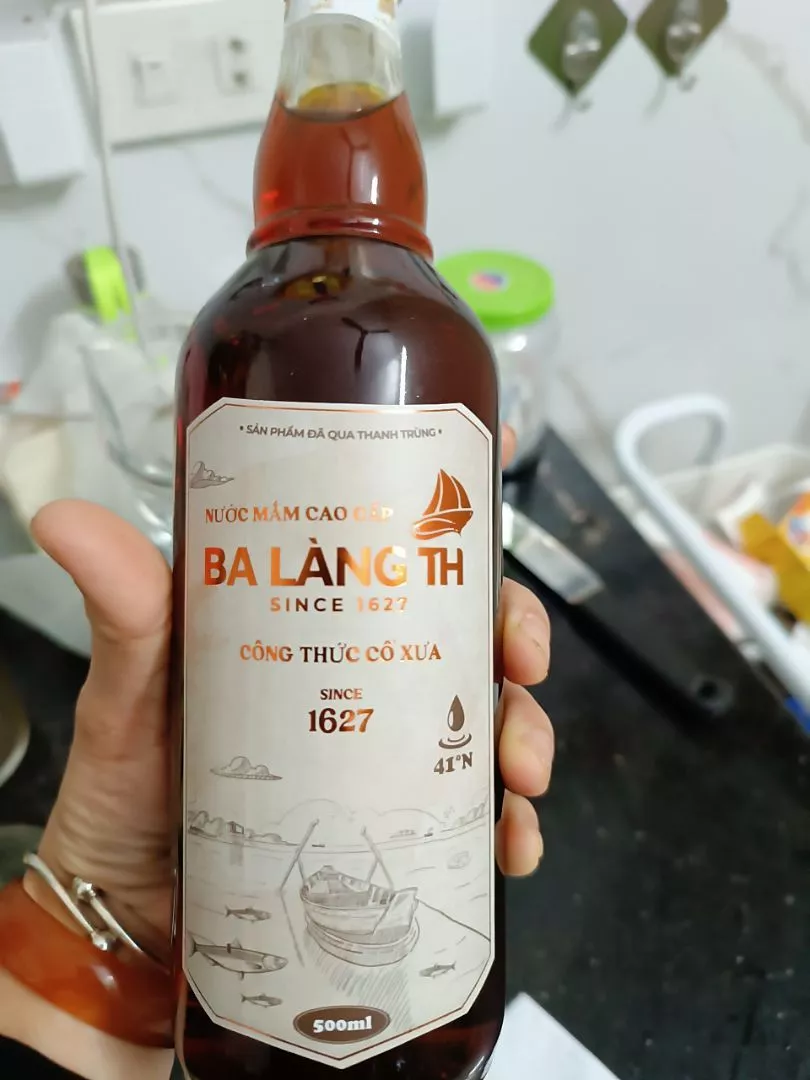 • SẢN PHẨM ĐÃ QUA THANH TRÙNG •
NƯỚC MẮM CAO CẤP
BA LÀNG TH
SINCE 1627
CÔNG THỨC CỔ XƯA
SINCE
1627
41°N
500ml